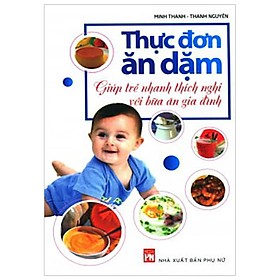 MINH THANH - THANH NGUYÊN
Thực đơn
ăn dặm
Giúp trẻ nhanh thích nghi
với bữa ăn gia đình
NHÀ XUẤT BẢN PHỤ NỮ